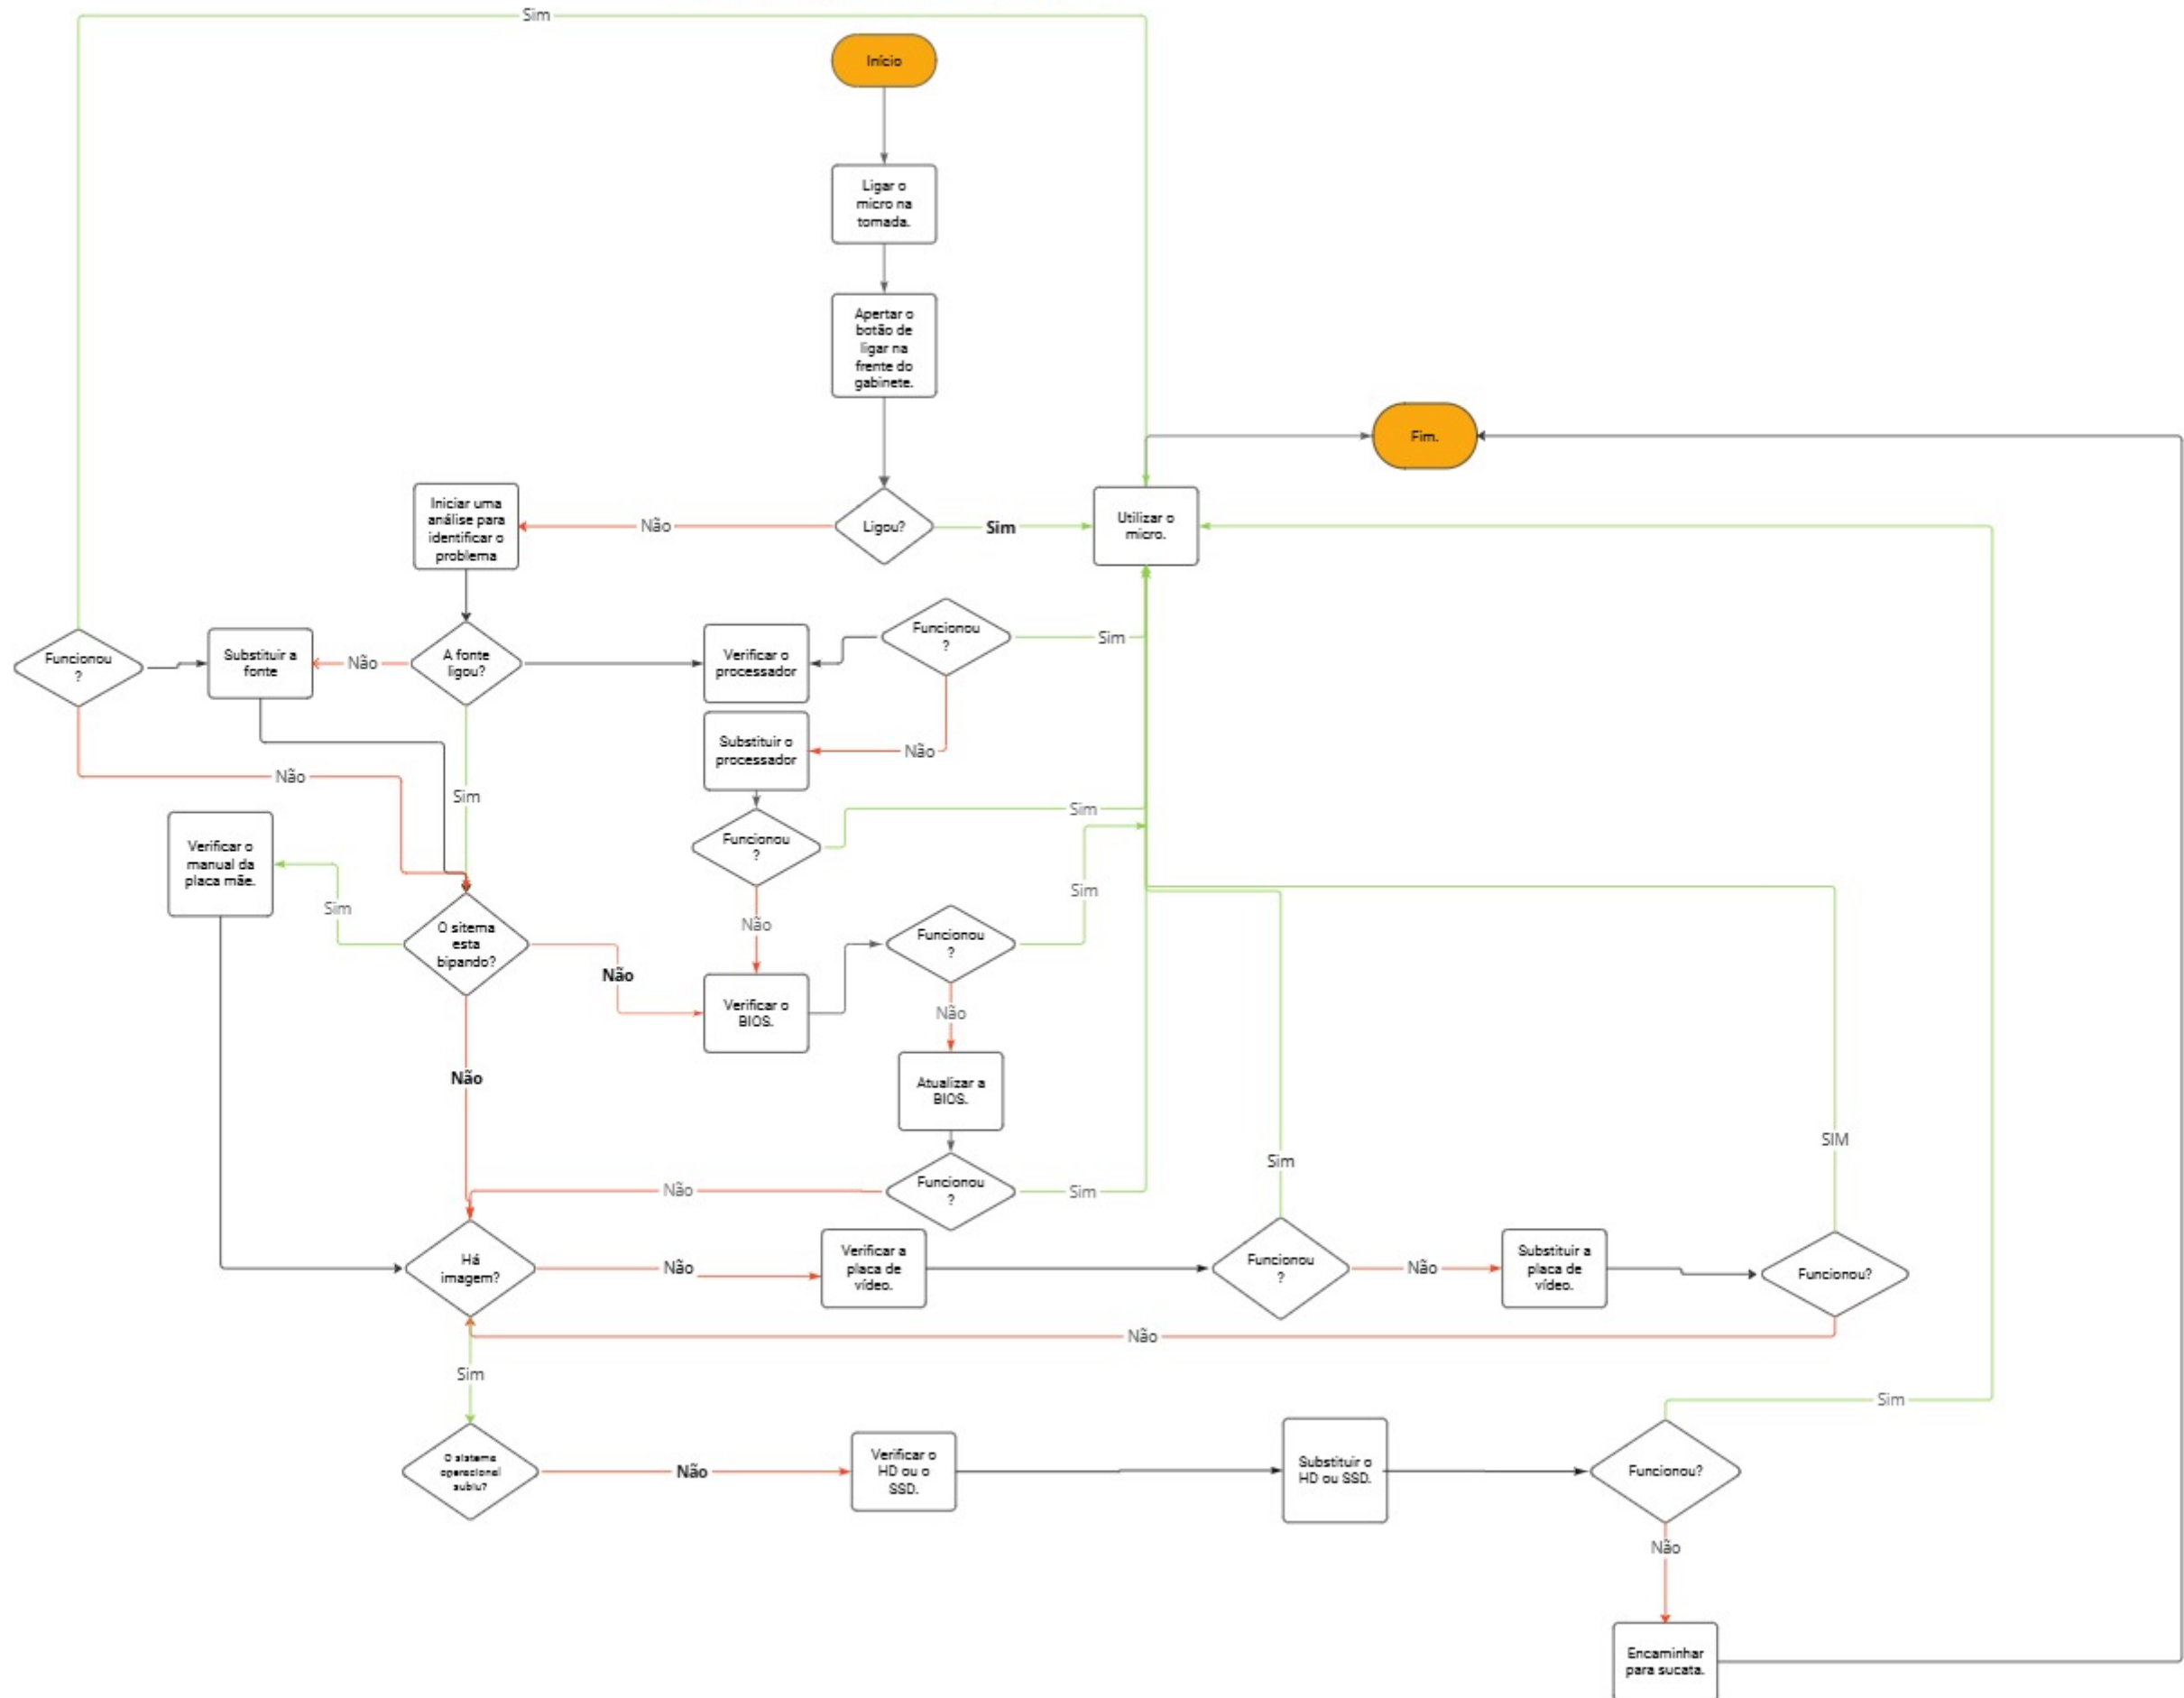 Sim
Início
Ligar o
micro na
tomada.
Apertar o
botão de
ligar na
frente do
gabinete.
Fim.
Iniciar uma
análise para
identificar o
problema
Não
Ligou?
Sim
Utilizar o
micro.
Funcionou
?
Substituir a
fonte
Não
A fonte
ligou?
Verificar o
processador
Funcionou
?
Sim
Substituir o
processador
Não
Não
Sim
Sim
Funcionou
?
Verificar o
manual da
placa mãe.
Sim
Sim
Não
O sitema
esta
bipando?
Não
Funcionou
?
Verificar o
BIOS.
Não
Não
Atualizar a
BIOS.
Não
Funcionou
?
Sim
Sim
SIM
Há
imagem?
Não
Verificar a
placa de
vídeo.
Funcionou
?
Não
Substituir a
placa de
vídeo.
Funcionou?
Não
Sim
Sim
O sistema
operacional
subiu?
Não
Verificar o
HD ou o
SSD.
Substituir o
HD ou SSD.
Funcionou?
Não
Encaminhar
para sucata.